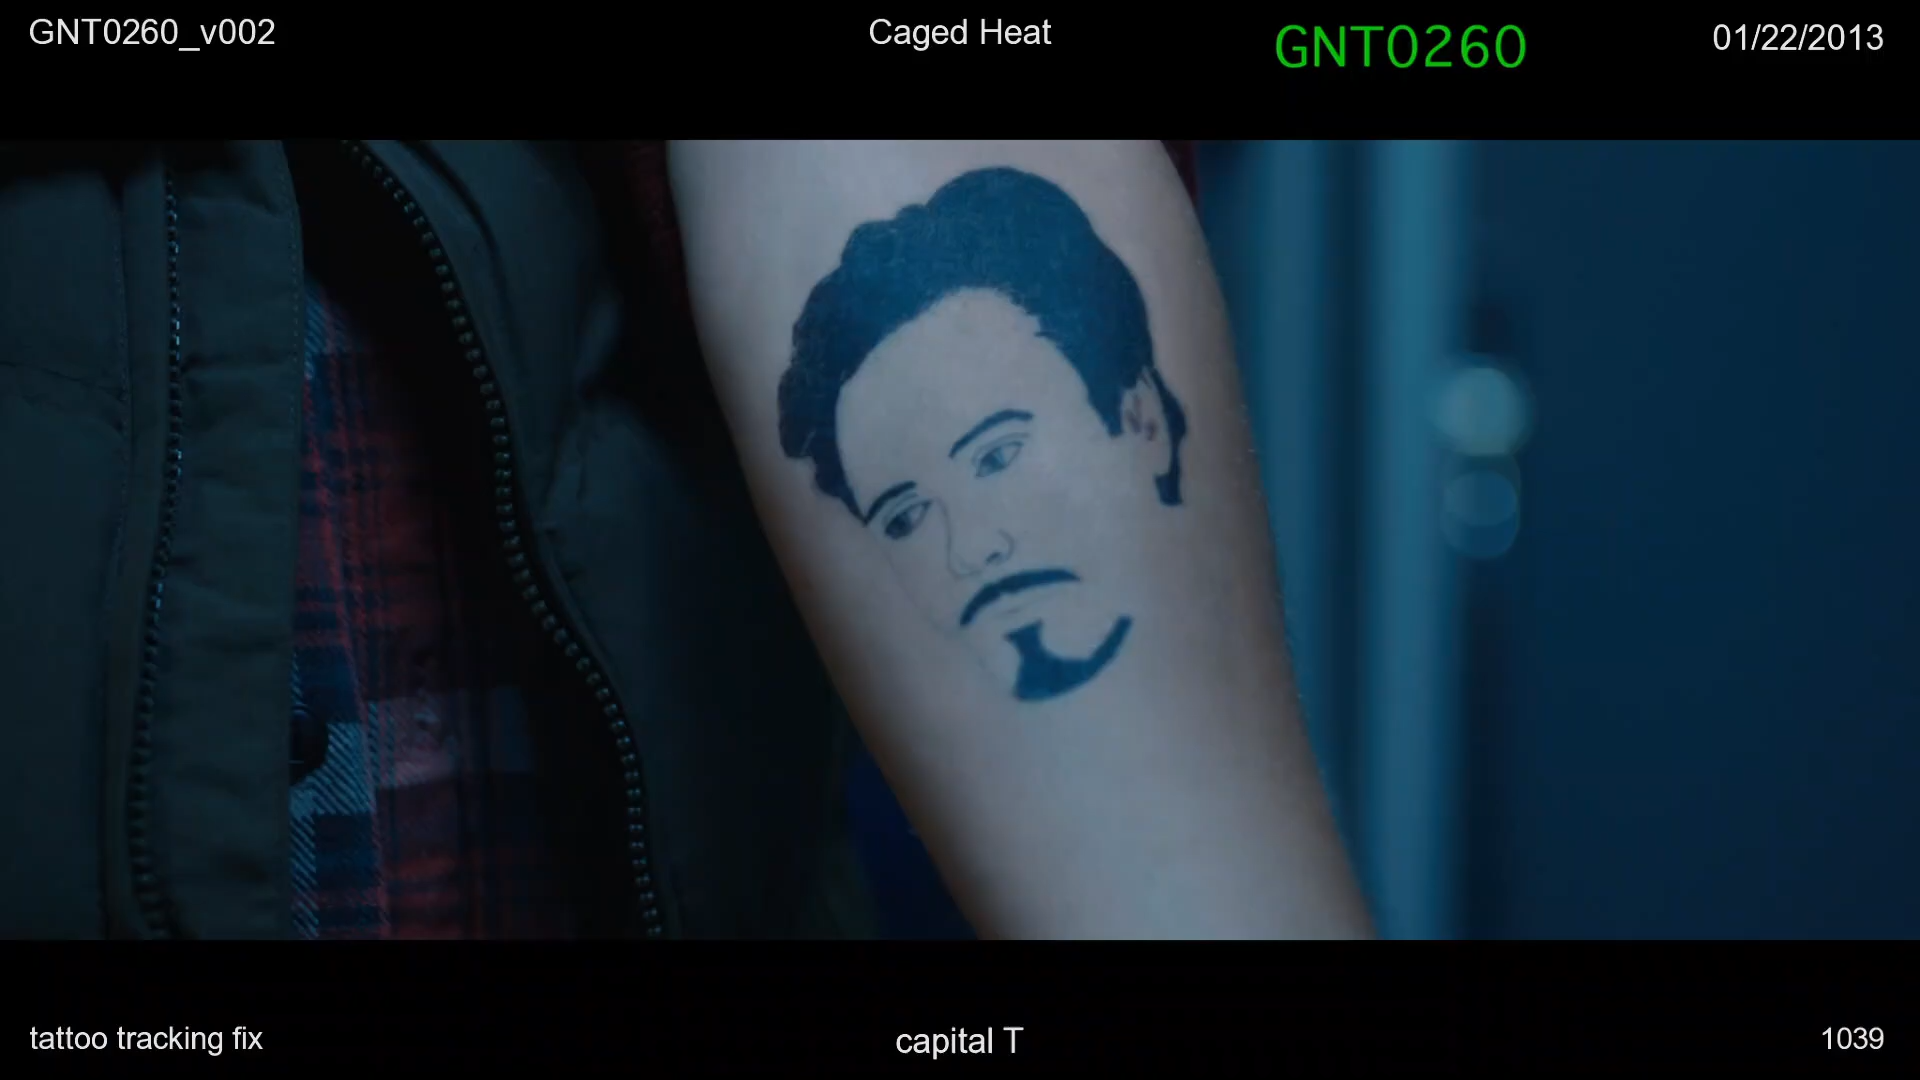 GNT0260_v002
Caged Heat
GNT0260
01/22/2013
tattoo tracking fix
capital T
1039